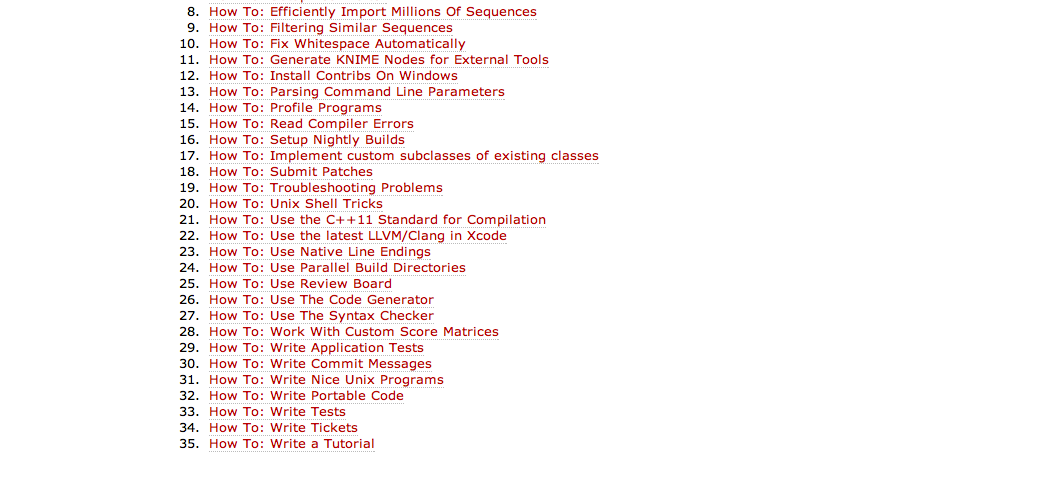 8. How To: Efficiently Import Millions Of Sequences
9. How To: Filtering Similar Sequences
10. How To: Fix Whitespace Automatically
11. How To: Generate KNIME Nodes for External Tools
12. How To: Install Contribs On Windows
13. How To: Parsing Command Line Parameters
14. How To: Profile Programs
15. How To: Read Compiler Errors
16. How To: Setup Nightly Builds
17. How To: Implement custom subclasses of existing classes
18. How To: Submit Patches
19. How To: Troubleshooting Problems
20. How To: Unix Shell Tricks
21. How To: Use the C++11 Standard for Compilation
22. How To: Use the latest LLVM/Clang in Xcode
23. How To: Use Native Line Endings
24. How To: Use Parallel Build Directories
25. How To: Use Review Board
26. How To: Use The Code Generator
27. How To: Use The Syntax Checker
28. How To: Work With Custom Score Matrices
29. How To: Write Application Tests
30. How To: Write Commit Messages
31. How To: Write Nice Unix Programs
32. How To: Write Portable Code
33. How To: Write Tests
34. How To: Write Tickets
35. How To: Write a Tutorial